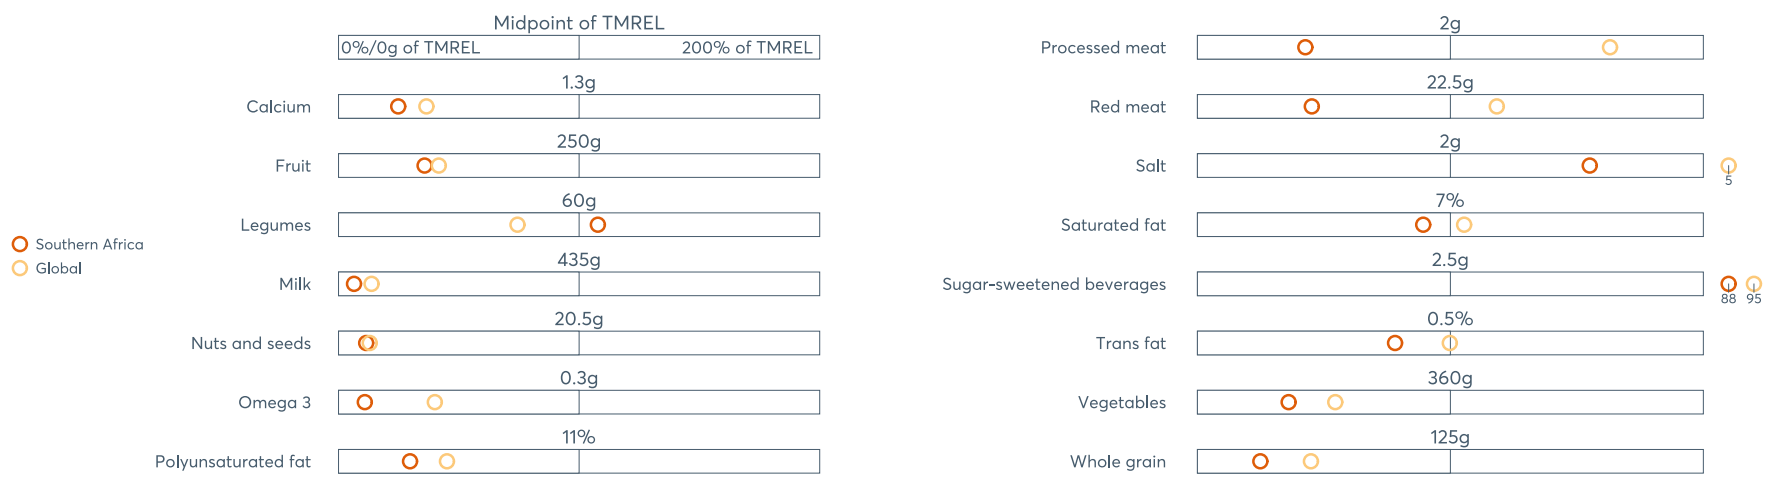 Midpoint of TMREL
0%/0g of TMREL 200% of TMREL
1.3g
Calcium
250g
Fruit
60g
Legumes
Southern Africa
Global
435g
Milk
20.5g
Nuts and seeds
0.3g
Omega 3
11%
Polyunsaturated fat
2g
Processed meat
22.5g
Red meat
2g
Salt
5
7%
Saturated fat
2.5g
Sugar-sweetened beverages
88 95
0.5%
Trans fat
360g
Vegetables
125g
Whole grain